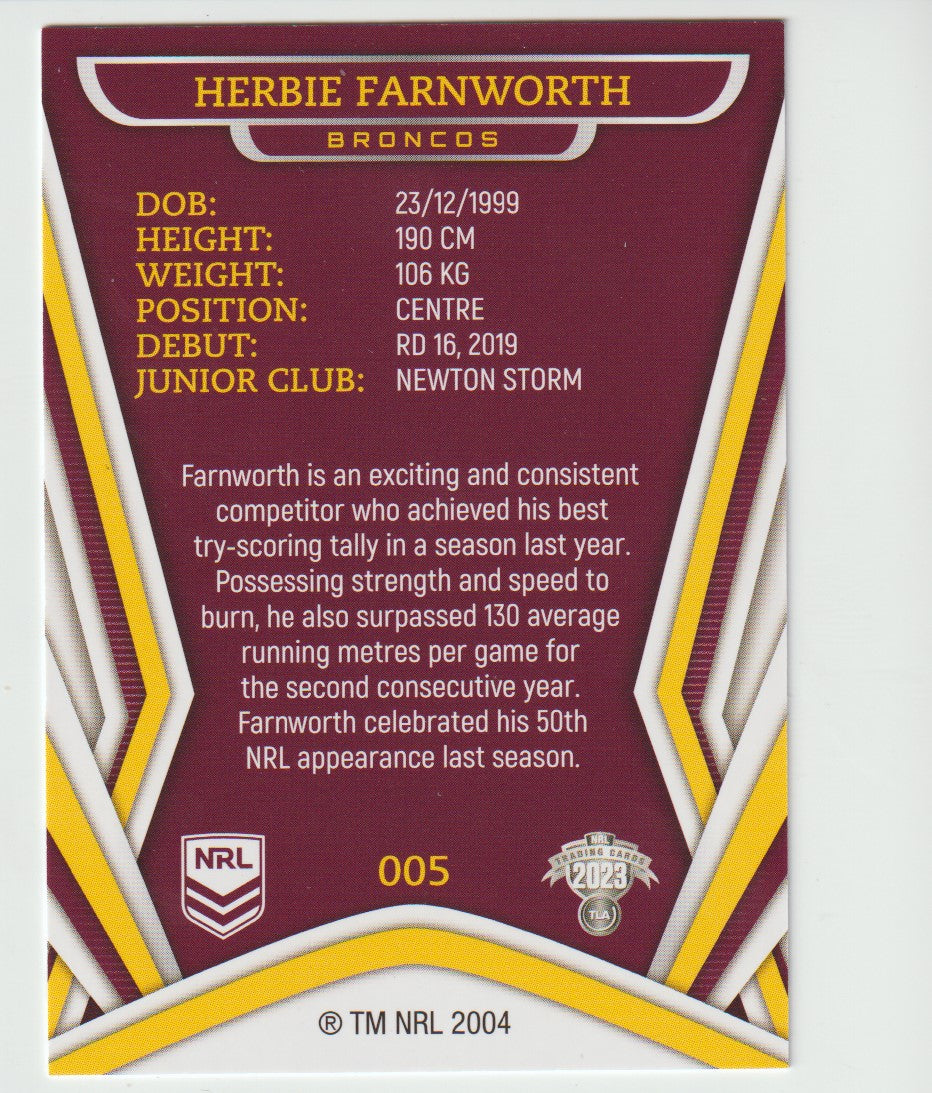 HERBIE FARNWORTH
BRONCOS
DOB: 23/12/1999
HEIGHT: 190 CM
WEIGHT: 106 KG
POSITION: CENTRE
DEBUT: RD 16, 2019
JUNIOR CLUB: NEWTON STORM
Farnworth is an exciting and consistent
competitor who achieved his best
try-scoring tally in a season last year.
Possessing strength and speed to
burn, he also surpassed 130 average
running metres per game for
the second consecutive year.
Farnworth celebrated his 50th
NRL appearance last season.
NRL
005
NRL
TRADING CARDS
2023
TLA
® TM NRL 2004